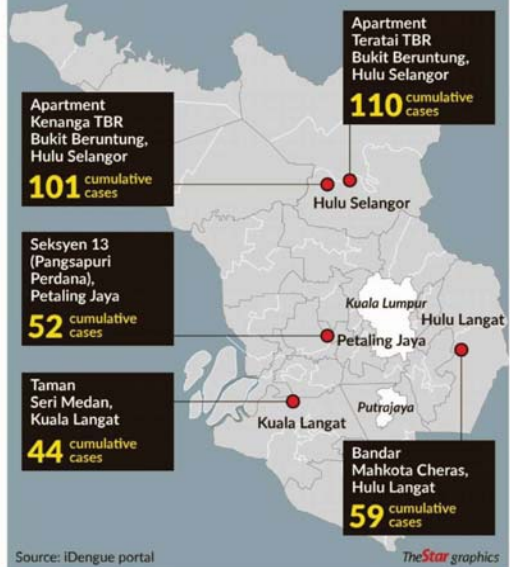 Apartment
Teratai TBR
Bukit Beruntung,
Hulu Selangor
110 cumulative
cases
Apartment
Kenanga TBR
Bukit Beruntung,
Hulu Selangor
101 cumulative
cases
Hulu Selangor
Seksyen 13
(Pangsapuri
Perdana),
Petaling Jaya
52 cumulative
cases
Kuala Lumpur
Hulu Langat
Petaling Jaya
Taman
Seri Medan,
Kuala Langat
44 cumulative
cases
Putrajaya
Kuala Langat
Bandar
Mahkota Cheras,
Hulu Langat
59 cumulative
cases
Source: iDengue portal
TheStar graphics